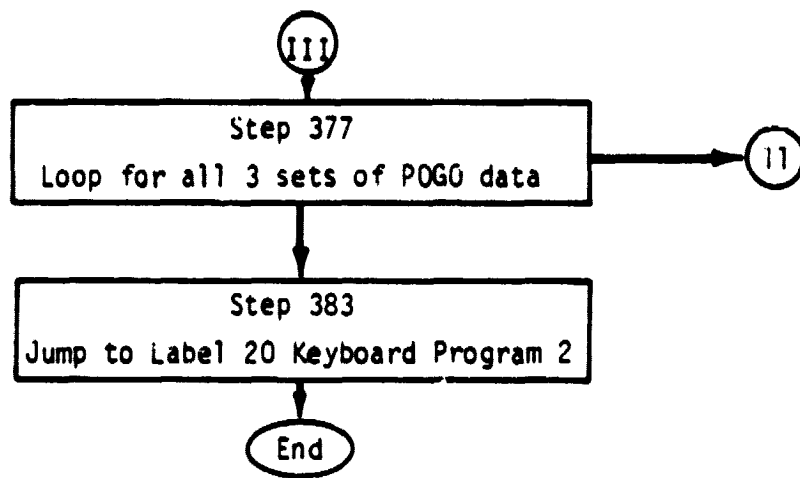 III
Step 377
Loop for all 3 sets of POGO data
11
Step 383
Jump to Label 20 Keyboard Program 2
End